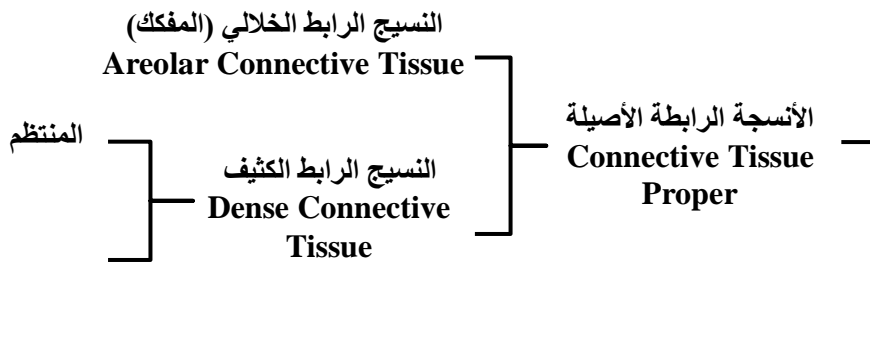 الأنسجة الرابطة الأصيلة
Connective Tissue
Proper
النسيج الرابط الخلالي (المفكك)
Areolar Connective Tissue
النسيج الرابط الكثيف
Dense Connective
Tissue
المنتظم